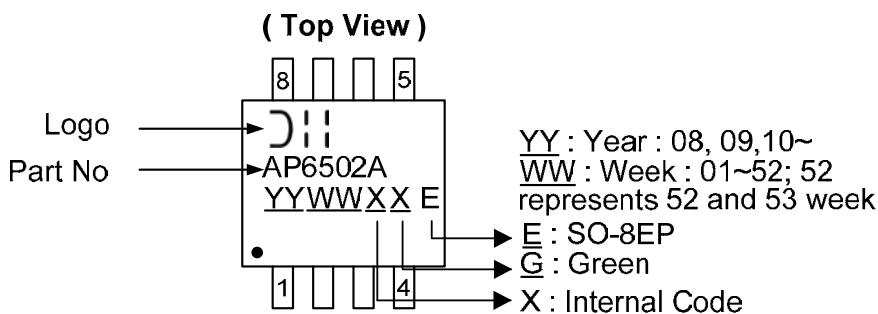 ( Top View )
8 5
Logo
Part No
AP6502A
YYWWXXE
1 4
YY : Year : 08, 09,10~
WW : Week : 01~52; 52
represents 52 and 53 week
E : SO-8EP
G : Green
X : Internal Code